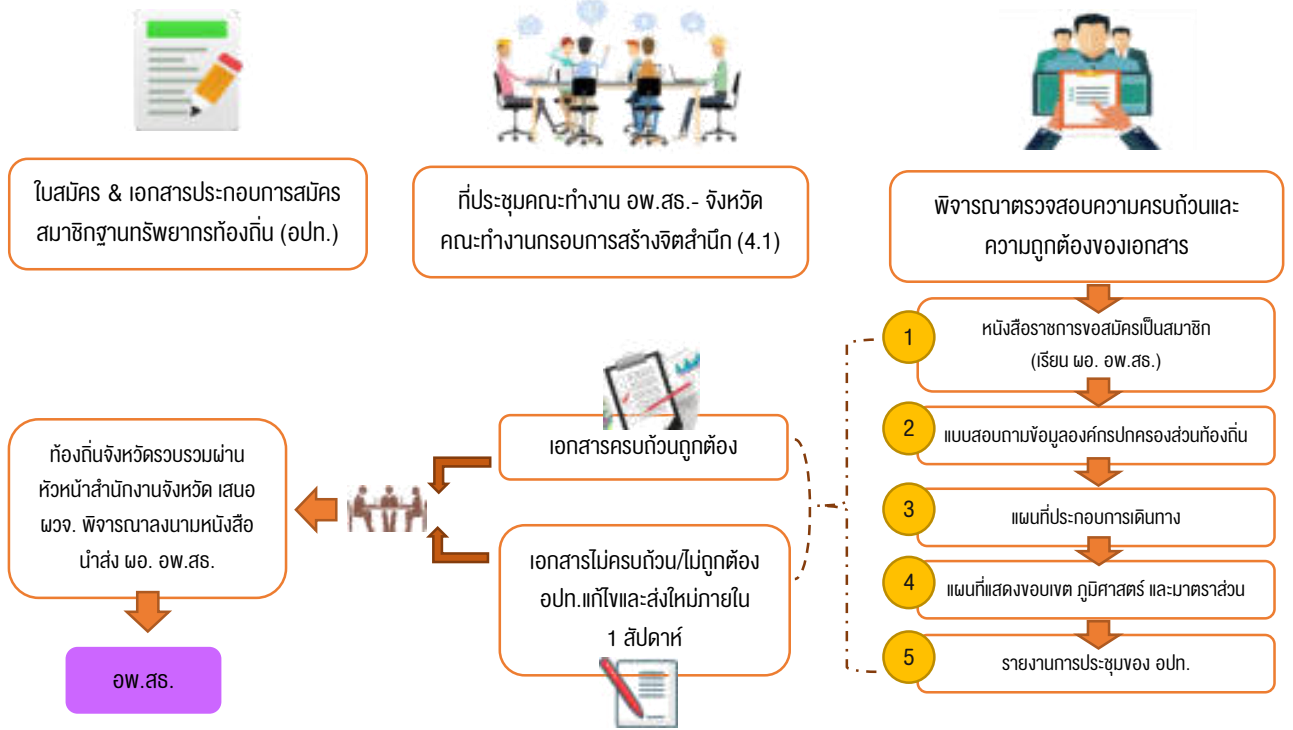 ใบสมัคร & เอกสารประกอบการสมัคร
สมาชิกฐานทรัพยากรท้องถิ่น (อปท.)
ที่ประชุมคณะทำงาน อพ.สธ.- จังหวัด
คณะทำงานกรอบการสร้างจิตสำนึก (4.1)
พิจารณาตรวจสอบความครบถ้วนและ
ความถูกต้องของเอกสาร
1
หนังสือราชการขอสมัครเป็นสมาชิก
(เรียน ผอ. อพ.สธ.)
2
แบบสอบถามข้อมูลองค์กรปกครองส่วนท้องถิ่น
3
แผนที่ประกอบการเดินทาง
4
แผนที่แสดงขอบเขต ภูมิศาสตร์ และมาตราส่วน
5
รายงานการประชุมของ อปท.
เอกสารครบถ้วนถูกต้อง
เอกสารไม่ครบถ้วน/ไม่ถูกต้อง
อปท.แก้ไขและส่งใหม่ภายใน
1 สัปดาห์
ท้องถิ่นจังหวัดรวบรวมผ่าน
หัวหน้าสำนักงานจังหวัด เสนอ
ผวจ. พิจารณาลงนามหนังสือ
นำส่ง ผอ. อพ.สธ.
อพ.สธ.